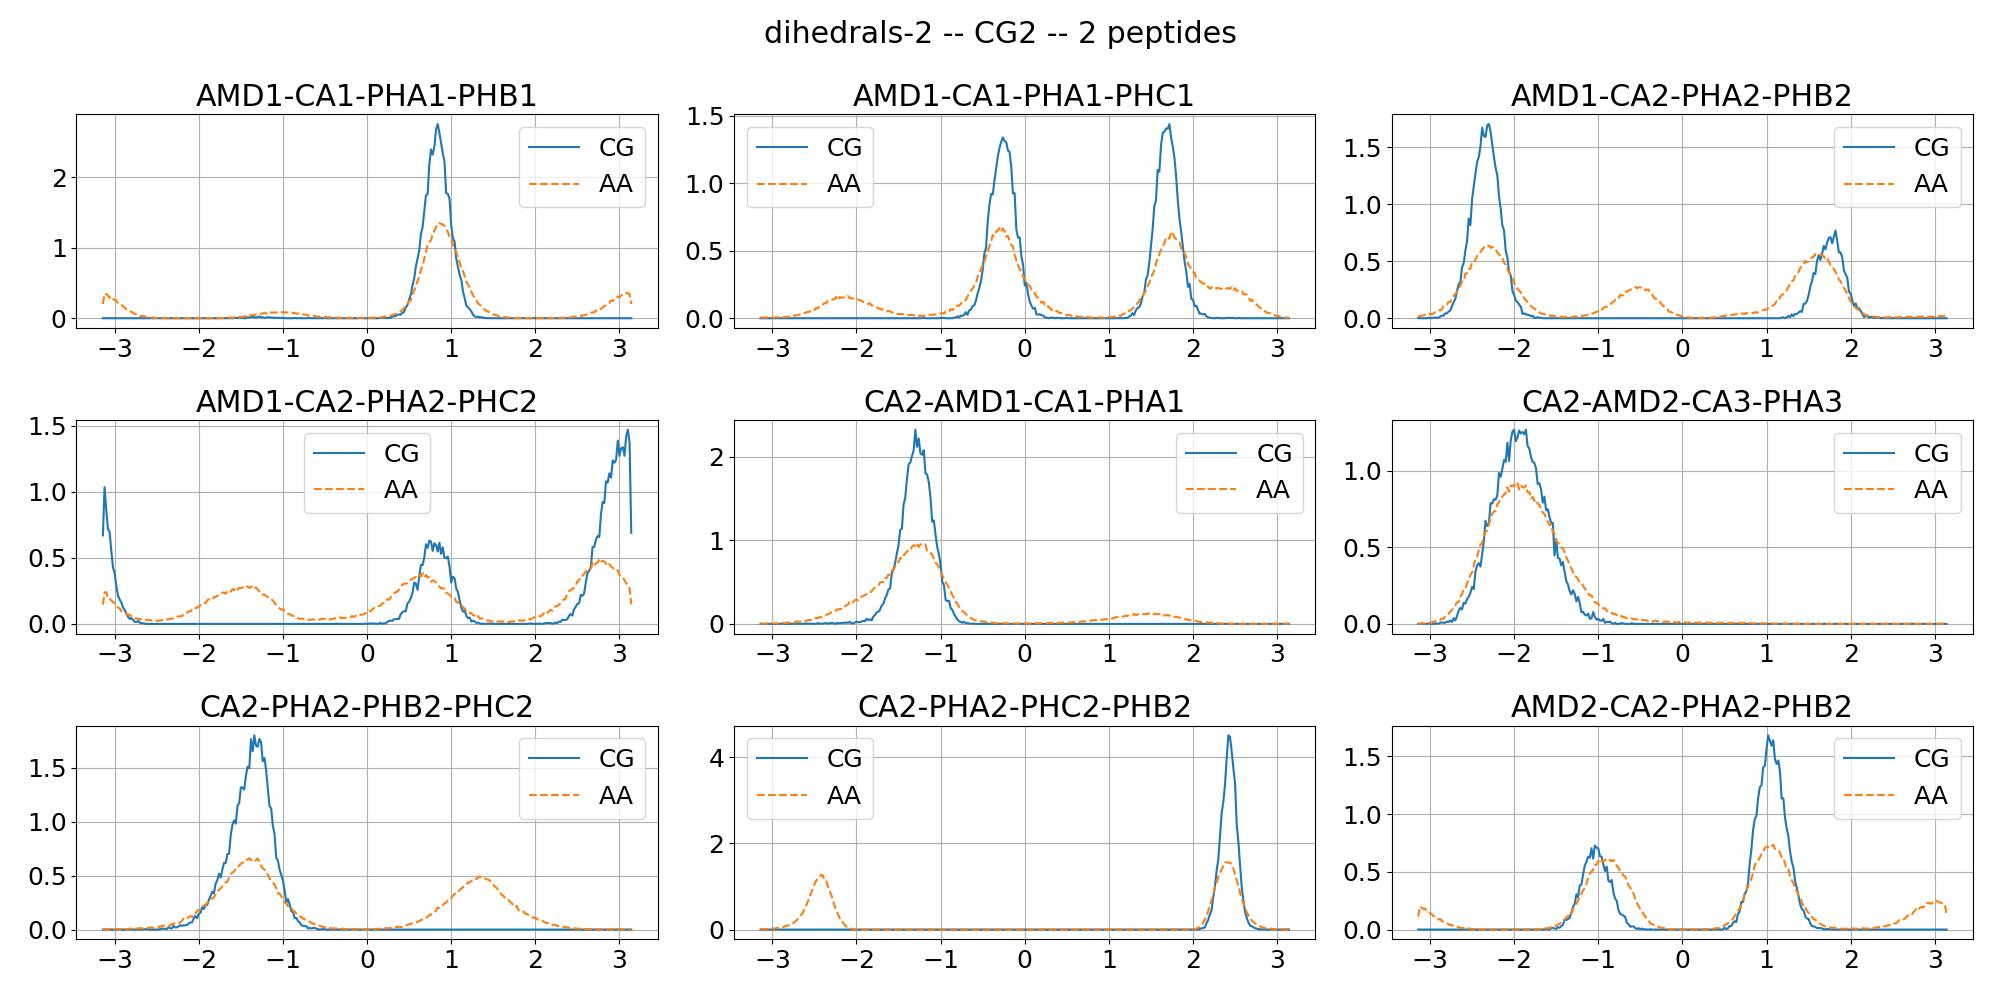 dihedrals-2 -- CG2 -- 2 peptides
AMD1-CA1-PHA1-PHB1
2
1
0
CG
AA
−3 −2 −1 0 1 2 3
AMD1-CA1-PHA1-PHC1
1.5
1.0
0.5
0.0
CG
AA
−3 −2 −1 0 1 2 3
AMD1-CA2-PHA2-PHB2
1.5
1.0
0.5
0.0
CG
AA
−3 −2 −1 0 1 2 3
AMD1-CA2-PHA2-PHC2
1.5
1.0
0.5
0.0
CG
AA
−3 −2 −1 0 1 2 3
CA2-AMD1-CA1-PHA1
2
1
0
CG
AA
−3 −2 −1 0 1 2 3
CA2-AMD2-CA3-PHA3
1.0
0.5
0.0
CG
AA
−3 −2 −1 0 1 2 3
CA2-PHA2-PHB2-PHC2
1.5
1.0
0.5
0.0
CG
AA
−3 −2 −1 0 1 2 3
CA2-PHA2-PHC2-PHB2
4
2
0
CG
AA
−3 −2 −1 0 1 2 3
AMD2-CA2-PHA2-PHB2
1.5
1.0
0.5
0.0
CG
AA
−3 −2 −1 0 1 2 3